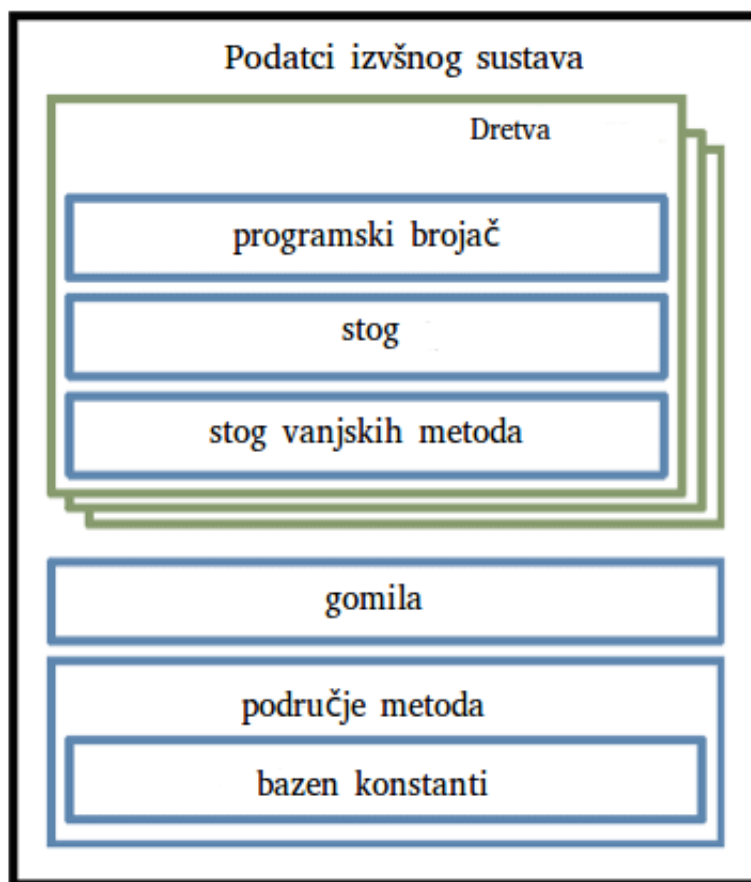 Podatci izvšnog sustava
Dretva
programski brojač
stog
stog vanjskih metoda
gomila
područje metoda
bazen konstanti